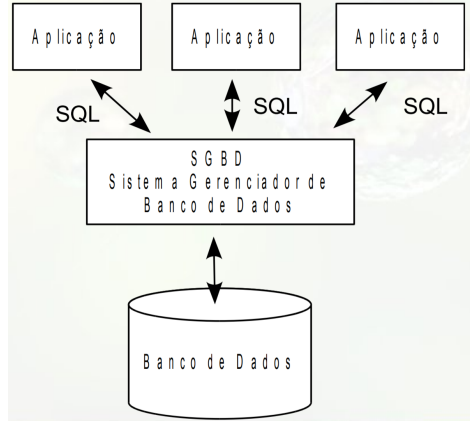 Aplicação
Aplicação
Aplicação
SQL
SQL
SQL
SGBD
Sistema Gerenciador de
Banco de Dados
Banco de Dados